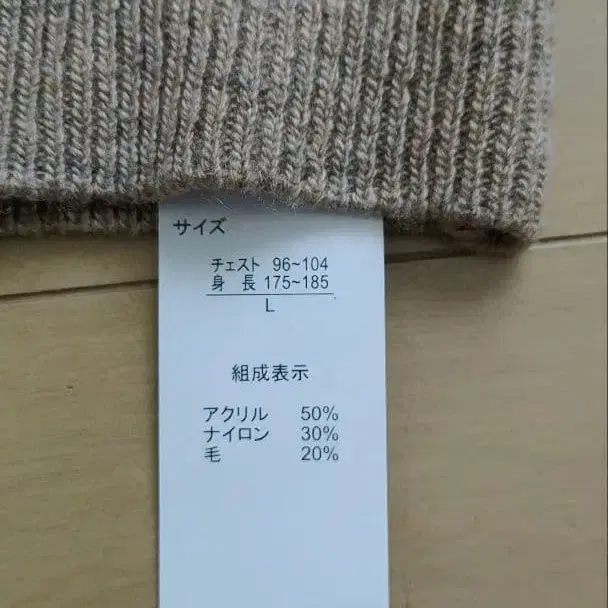 サイズ
チェスト 96~104
身 長 175~185
L
組成表示
アクリル 50%
ナイロン 30%
毛 20%